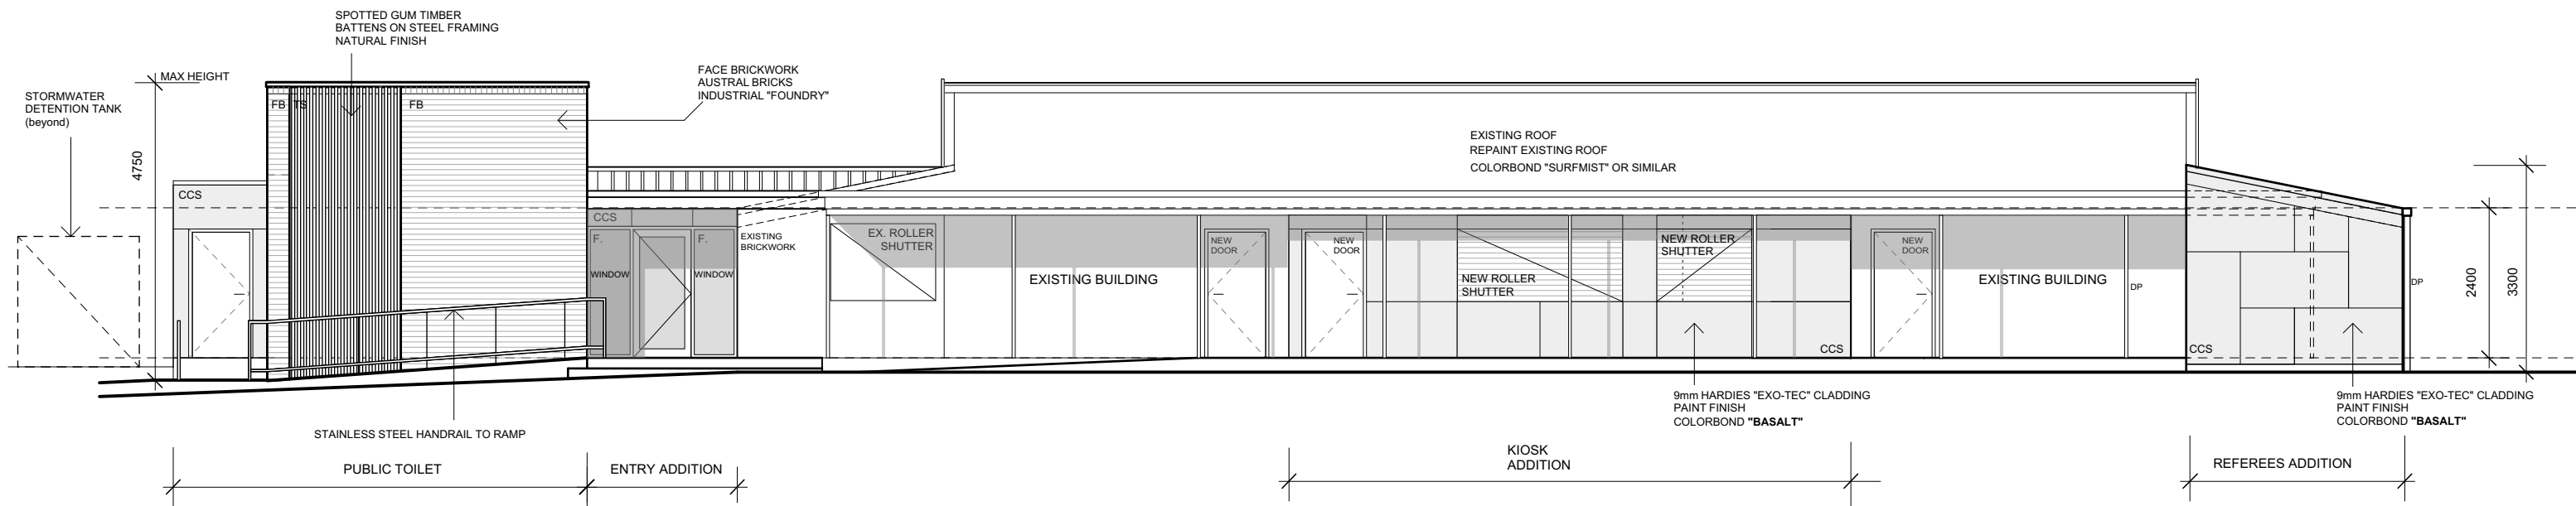 SPOTTED GUM TIMBER
BATTENS ON STEEL FRAMING
NATURAL FINISH
MAX HEIGHT
STORMWATER
DETENTION TANK
(beyond)
4750
FACE BRICKWORK
AUSTRAL BRICKS
INDUSTRIAL "FOUNDRY"
FB
TS
FB
EXISTING ROOF
REPAINT EXISTING ROOF
COLORBOND "SURFMIST" OR SIMILAR
CCS
CCS
F.
F.
WINDOW
WINDOW
EXISTING
BRICKWORK
EX. ROLLER
SHUTTER
EXISTING BUILDING
NEW
DOOR
NEW
DOOR
NEW ROLLER
SHUTTER
NEW ROLLER
SHUTTER
CCS
NEW
DOOR
EXISTING BUILDING
DP
CCS
DP
2400
3300
9mm HARDIES "EXO-TEC" CLADDING
PAINT FINISH
COLORBOND "BASALT"
9mm HARDIES "EXO-TEC" CLADDING
PAINT FINISH
COLORBOND "BASALT"
STAINLESS STEEL HANDRAIL TO RAMP
PUBLIC TOILET
ENTRY ADDITION
KIOSK
ADDITION
REFEREES ADDITION